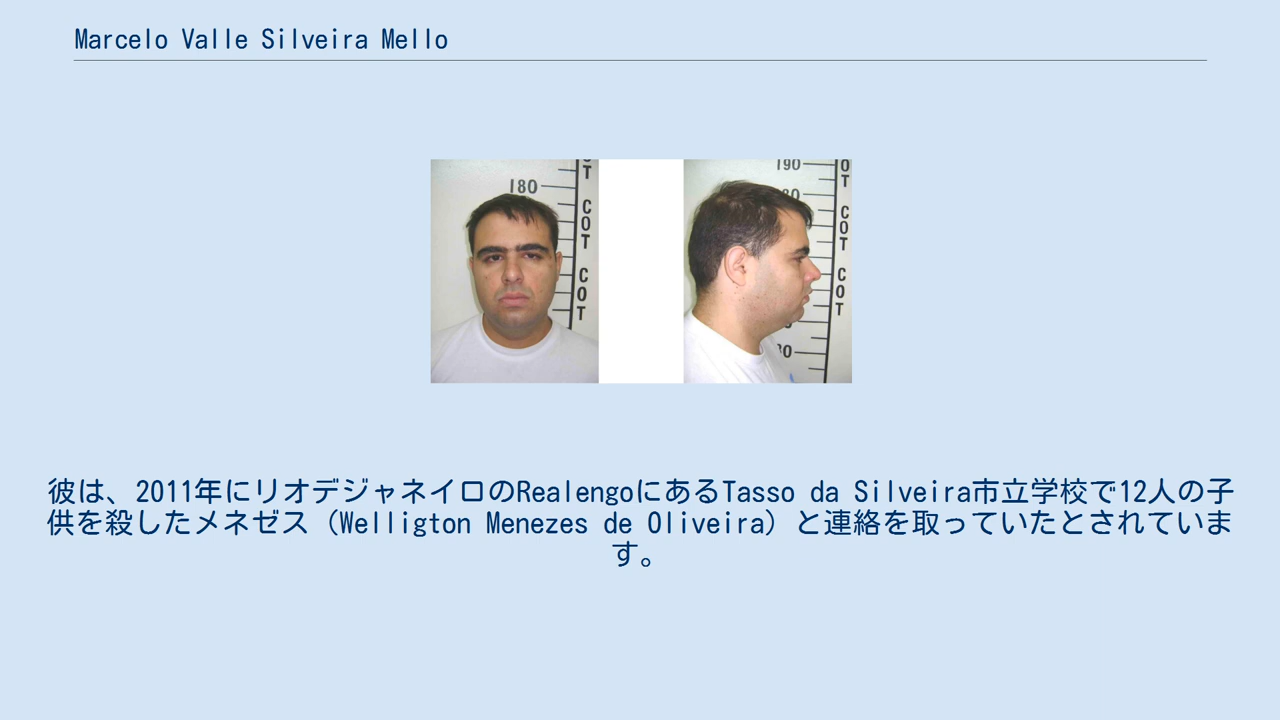 Marcelo Valle Silveira Mello
180
T
COT
COT
190
80
0
T
COT
COT
彼は、2011年にリオデジャネイロのRealengoにあるTasso da Silveira市立学校で12人の子
供を殺したメネゼス（Welligton Menezes de Oliveira）と連絡を取っていたとされていま
す。